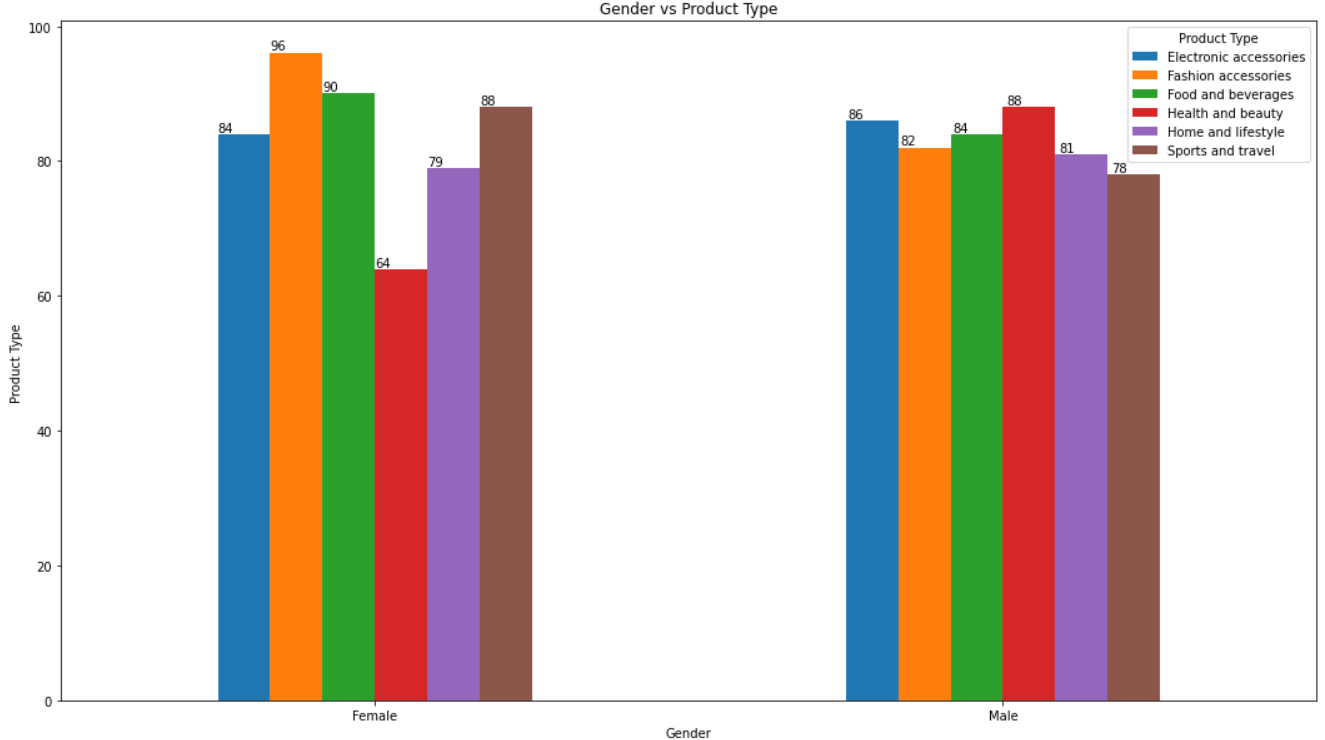 Gender vs Product Type
100
80
60
40
20
0
Product Type
84
96
90
64
79
88
86
82
84
88
81
78
Product Type
Electronic accessories
Fashion accessories
Food and beverages
Health and beauty
Home and lifestyle
Sports and travel
Female
Male
Gender